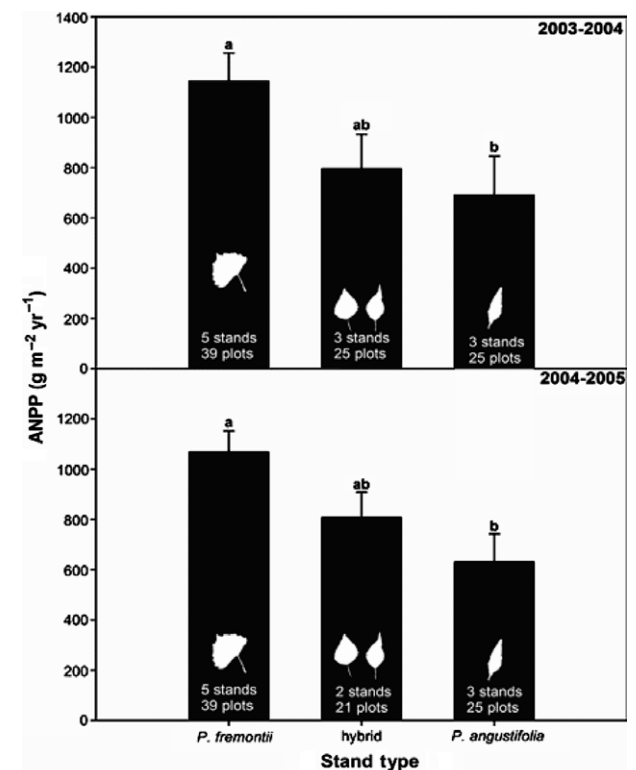 1400
2003-2004
a
1200
ab
1000
b
800
600
400
200
5 stands
39 plots
3 stands
25 plots
3 stands
25 plots
0
ANPP (g m⁻² yr⁻¹)
2004-2005
1200
a
1000
ab
800
b
600
400
200
5 stands
39 plots
2 stands
21 plots
3 stands
25 plots
0
P. fremontii hybrid P. angustifolia
Stand type